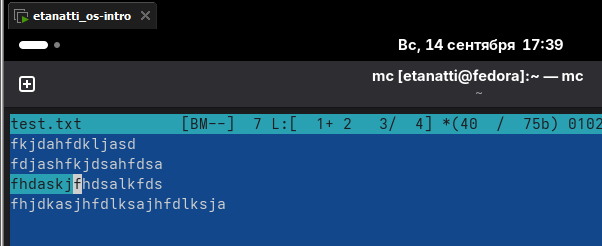 etanatti_os-intro
Вс, 14 сентября 17:39
mc [etanatti@fedora]:~ — mc
~
test.txt [BM--] 7 L:[ 1+ 2 3/ 4] *(40 / 75b) 0102
fkjdahfdkljasd
fdjashfkjdsahfdsa
fhdaskjfhdsalkfds
fhjdkasjhfdlksajhfdlksja